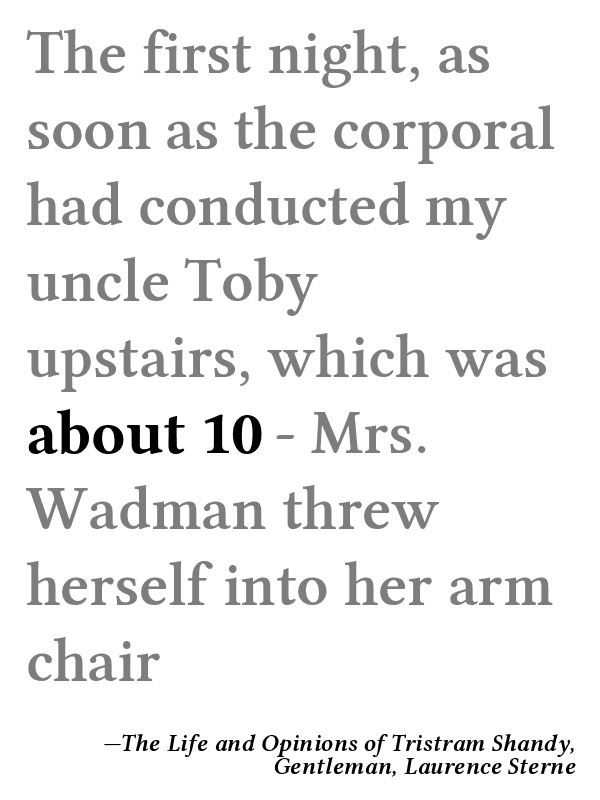 The first night, as
soon as the corporal
had conducted my
uncle Toby
upstairs, which was
about 10 - Mrs.
Wadman threw
herself into her arm
chair
—The Life and Opinions of Tristram Shandy,
Gentleman, Laurence Sterne